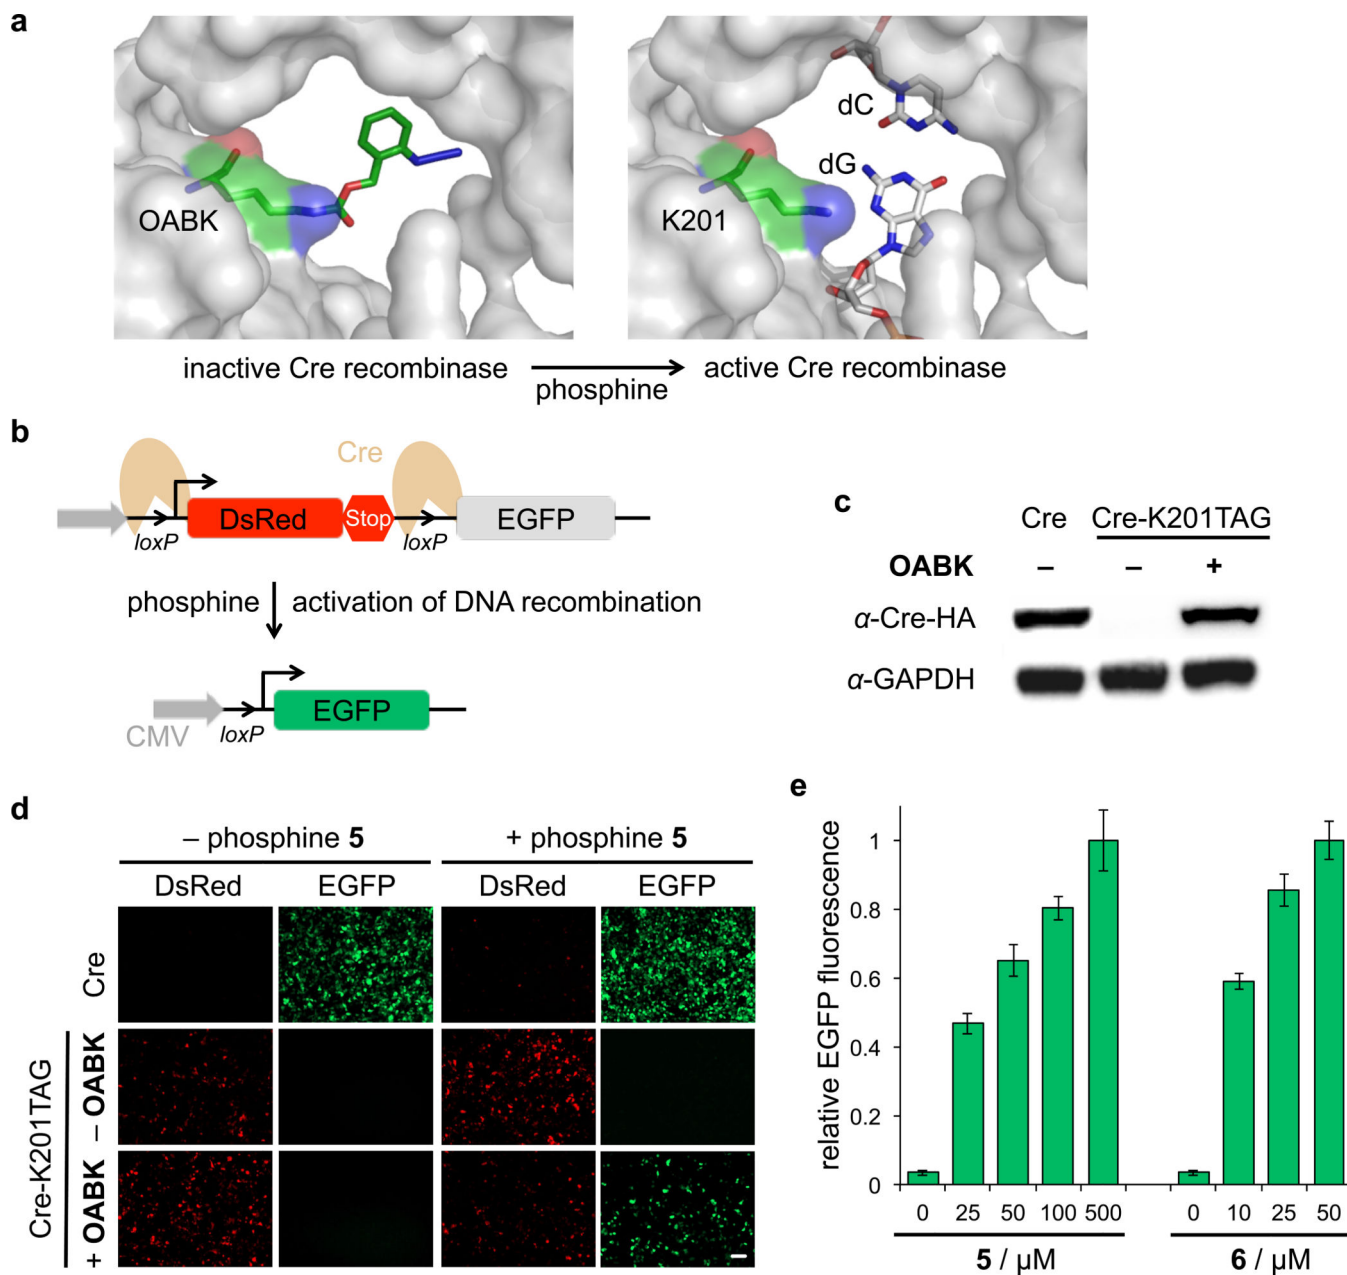 a
OABK
K201
dC
dG
inactive Cre recombinase
phosphine
active Cre recombinase
b
Cre
DsRed
Stop
EGFP
loxP
loxP
phosphine
activation of DNA recombination
EGFP
CMV
loxP
c
Cre Cre-K201TAG
OABK – – +
α-Cre-HA
α-GAPDH
d
– phosphine 5 + phosphine 5
DsRed EGFP DsRed EGFP
Cre
Cre-K201TAG
– OABK
+ OABK
e
relative EGFP fluorescence
1
0.8
0.6
0.4
0.2
0
0 25 50 100 500 0 10 25 50
5 / μM 6 / μM